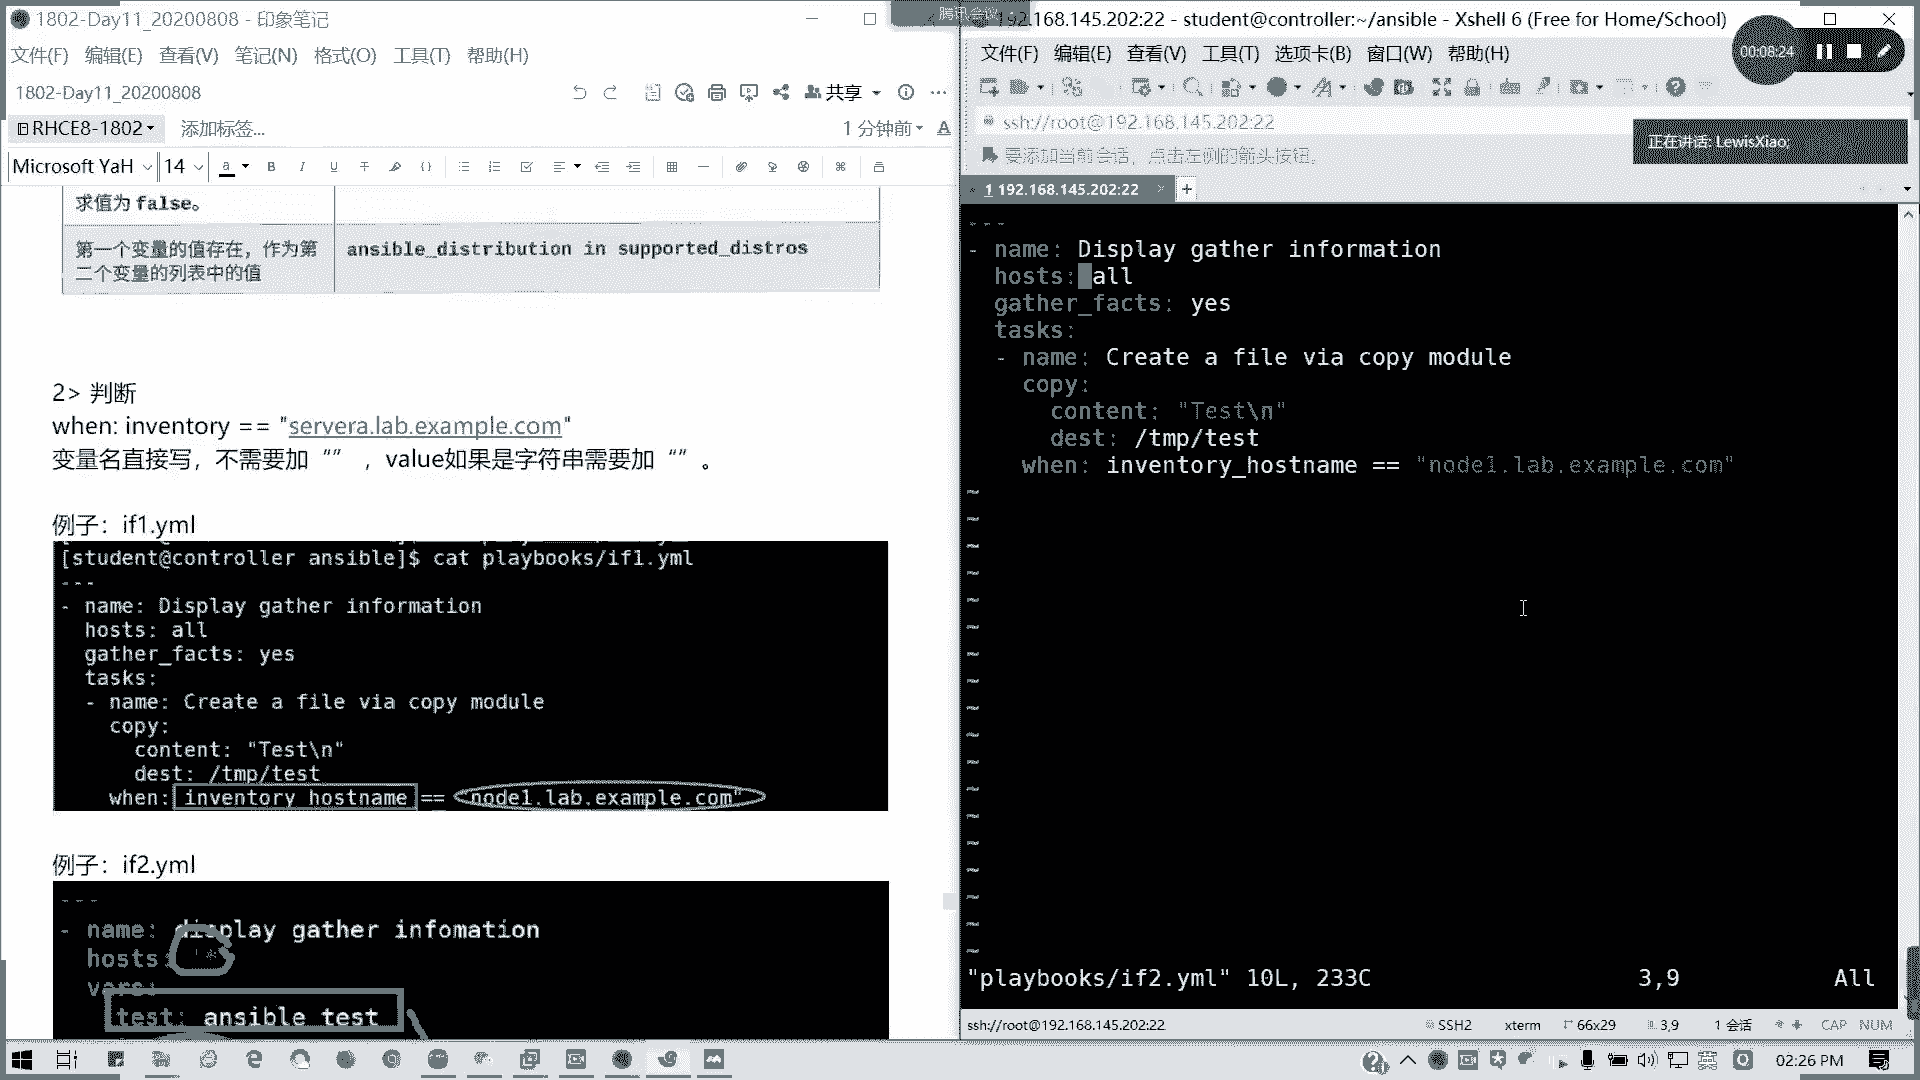 1802-Day11_20200808 - 印象笔记
文件(F) 编辑(E) 查看(V) 笔记(N) 格式(O) 工具(T) 帮助(H)
1802-Day11_20200808
共享
RHCE8-1802 添加标签...
1 分钟前
Microsoft YaH 14
求值为 false。
第一个变量的值存在，作为第二个变量的列表中的值
ansible_distribution in supported_distros
2> 判断
when: inventory == "servera.lab.example.com"
变量名直接写，不需要加 “” ，value如果是字符串需要加 “” 。
例子：if1.yml
[student@controller ansible]$ cat playbooks/if1.yml
---
- name: Display gather information
hosts: all
gather_facts: yes
tasks:
- name: Create a file via copy module
copy:
content: "Test\n"
dest: /tmp/test
when: inventory_hostname == "node1.lab.example.com"
例子：if2.yml
---
- name: display gather infomation
hosts: '*'
vars:
test: ansible test
腾讯会议
192.168.145.202:22 - student@controller:~/ansible - Xshell 6 (Free for Home/School)
文件(F) 编辑(E) 查看(V) 工具(T) 选项卡(B) 窗口(W) 帮助(H)
00:08:24
ssh://root@192.168.145.202:22
正在讲话: LewisXiao;
要添加当前会话，点击左侧的箭头按钮。
1 192.168.145.202:22
---
- name: Display gather information
hosts: all
gather_facts: yes
tasks:
- name: Create a file via copy module
copy:
content: "Test\n"
dest: /tmp/test
when: inventory_hostname == "node1.lab.example.com"
"playbooks/if2.yml" 10L, 233C 3,9 All
ssh://root@192.168.145.202:22 SSH2 xterm 66x29 3,9 1 会话 CAP NUM
英
02:26 PM